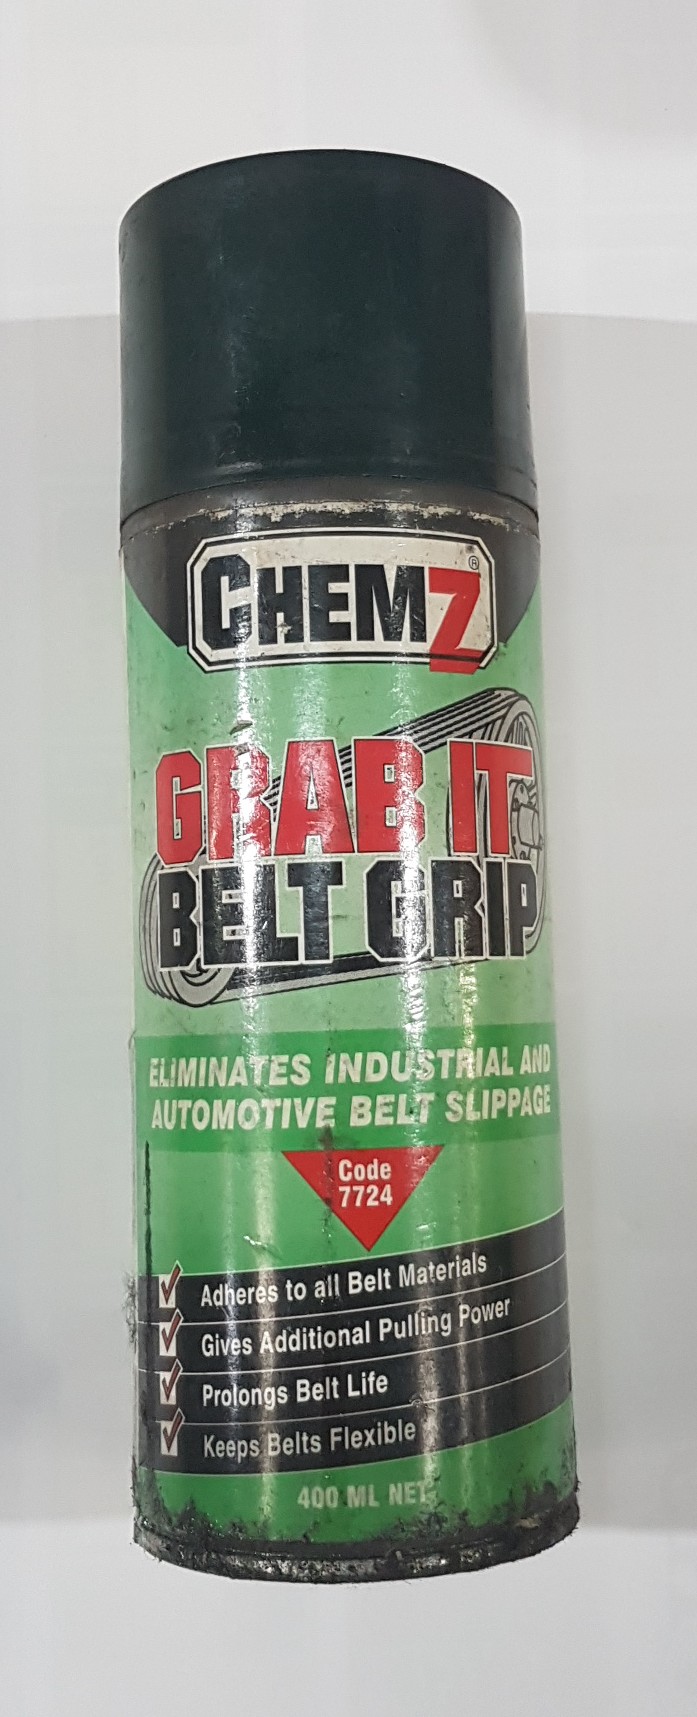 CHEMZ®
GRAB IT
BELT GRIP
ELIMINATES INDUSTRIAL AND
AUTOMOTIVE BELT SLIPPAGE
Code
7724
Adheres to all Belt Materials
Gives Additional Pulling Power
Prolongs Belt Life
Keeps Belts Flexible
400 ML NET